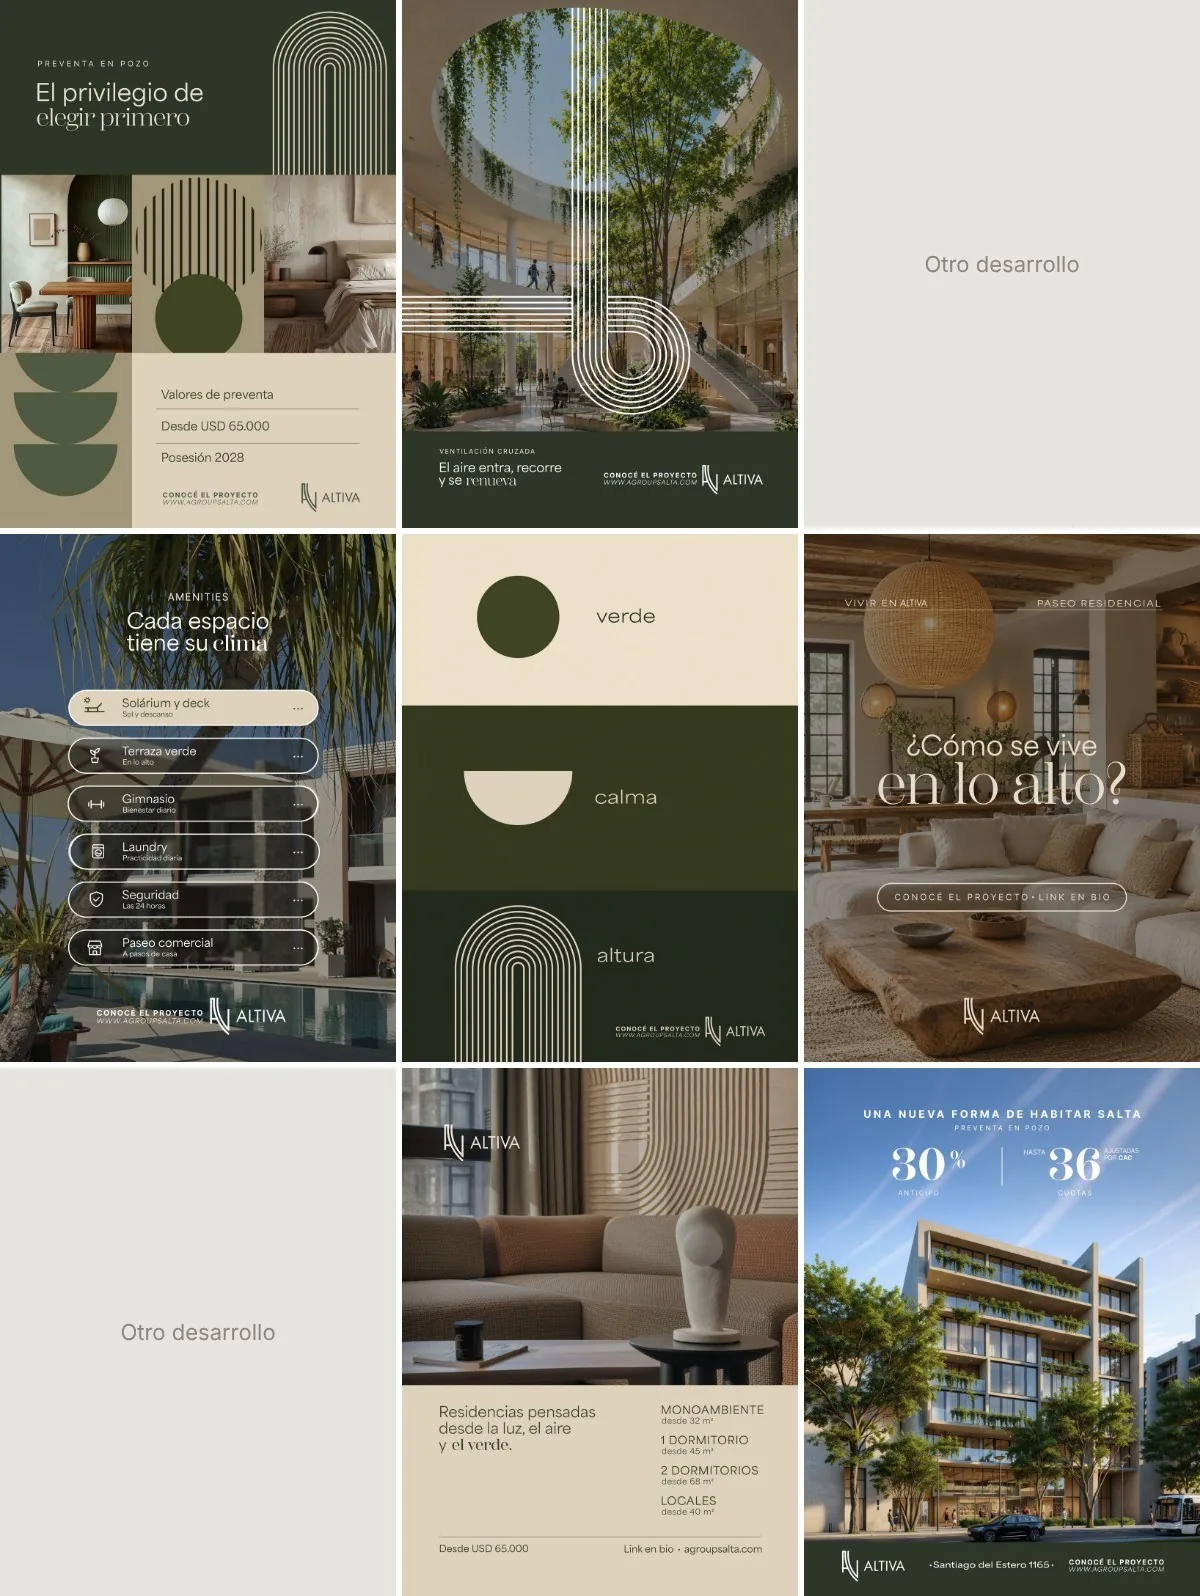 PREVENTA EN POZO
El privilegio de
elegir primero
Valores de preventa
Desde USD 65.000
Posesión 2028
CONOCÉ EL PROYECTO
WWW.AGROUPSALTA.COM
ALTIVA
VENTILACIÓN CRUZADA
El aire entra, recorre
y se renueva
CONOCÉ EL PROYECTO
WWW.AGROUPSALTA.COM
ALTIVA
Otro desarrollo
AMENITIES
Cada espacio
tiene su clima
Solárium y deck
Sol y descanso
Terraza verde
En lo alto
Gimnasio
Bienestar diario
Laundry
Practicidad diaria
Seguridad
Las 24 horas
Paseo comercial
A pasos de casa
CONOCÉ EL PROYECTO
WWW.AGROUPSALTA.COM
ALTIVA
verde
calma
altura
CONOCÉ EL PROYECTO
WWW.AGROUPSALTA.COM
ALTIVA
VIVIR EN ALTIVA
PASEO RESIDENCIAL
¿Cómo se vive
en lo alto?
CONOCÉ EL PROYECTO • LINK EN BIO
ALTIVA
Otro desarrollo
ALTIVA
Residencias pensadas
desde la luz, el aire
y el verde.
MONOAMBIENTE
desde 32 m²
1 DORMITORIO
desde 45 m²
2 DORMITORIOS
desde 68 m²
LOCALES
desde 40 m²
Desde USD 65.000
Link en bio • agroupsalta.com
UNA NUEVA FORMA DE HABITAR SALTA
PREVENTA EN POZO
30%
ANTICIPO
HASTA 36 AJUSTADAS
POR CAC
CUOTAS
ALTIVA
•Santiago del Estero 1165•
CONOCÉ EL PROYECTO
WWW.AGROUPSALTA.COM